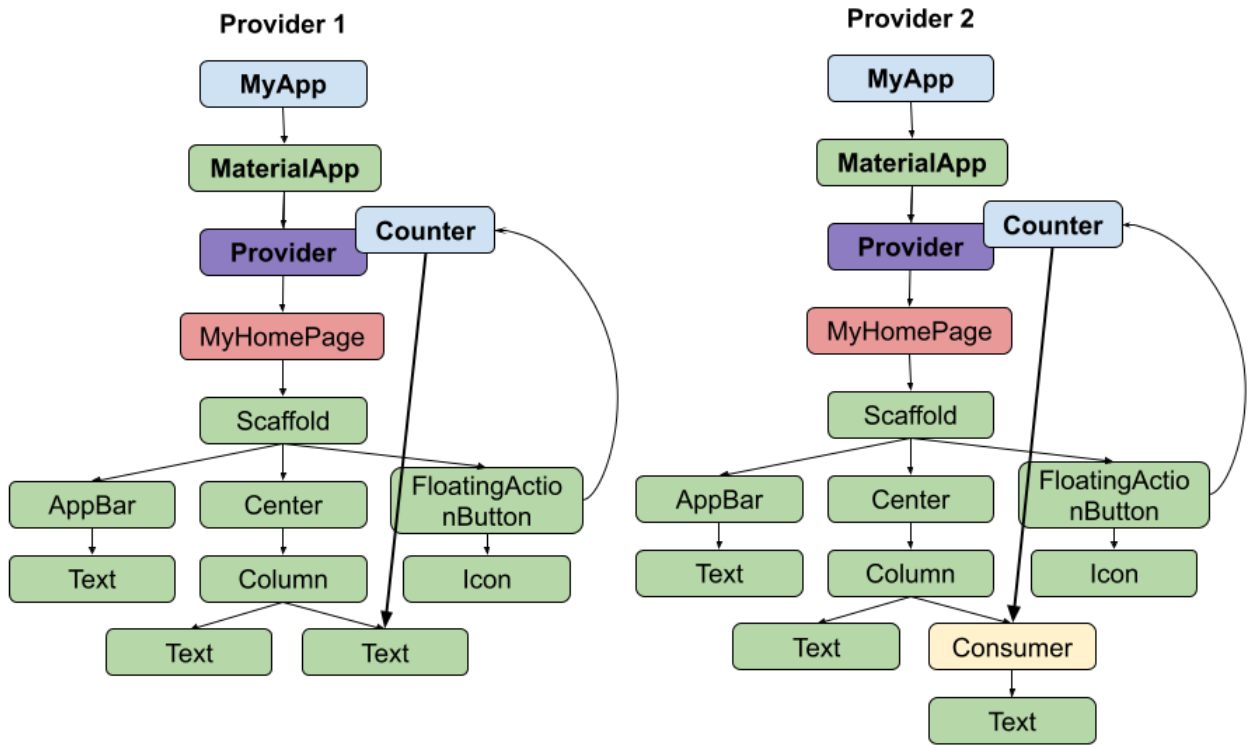 Provider 1
MyApp
MaterialApp
Counter
Provider
MyHomePage
Scaffold
AppBar
Center
FloatingActio
nButton
Text
Column
Icon
Text
Text
Provider 2
MyApp
MaterialApp
Counter
Provider
MyHomePage
Scaffold
AppBar
Center
FloatingActio
nButton
Text
Column
Icon
Text
Consumer
Text